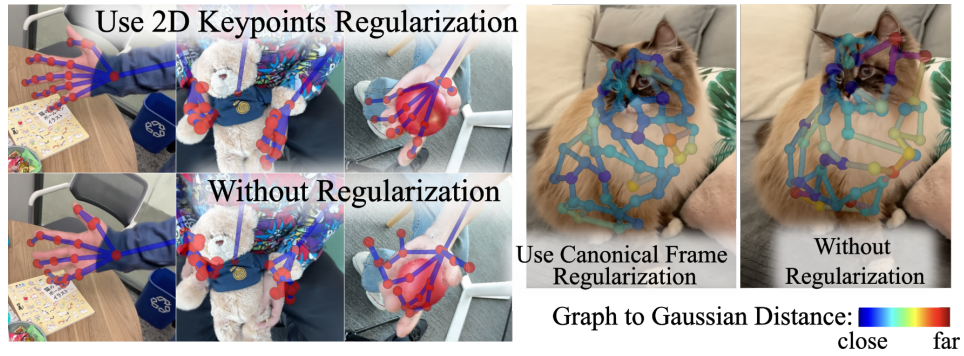 Use 2D Keypoints Regularization
Without Regularization
Use Canonical Frame
Regularization
Without
Regularization
Graph to Gaussian Distance:
close far